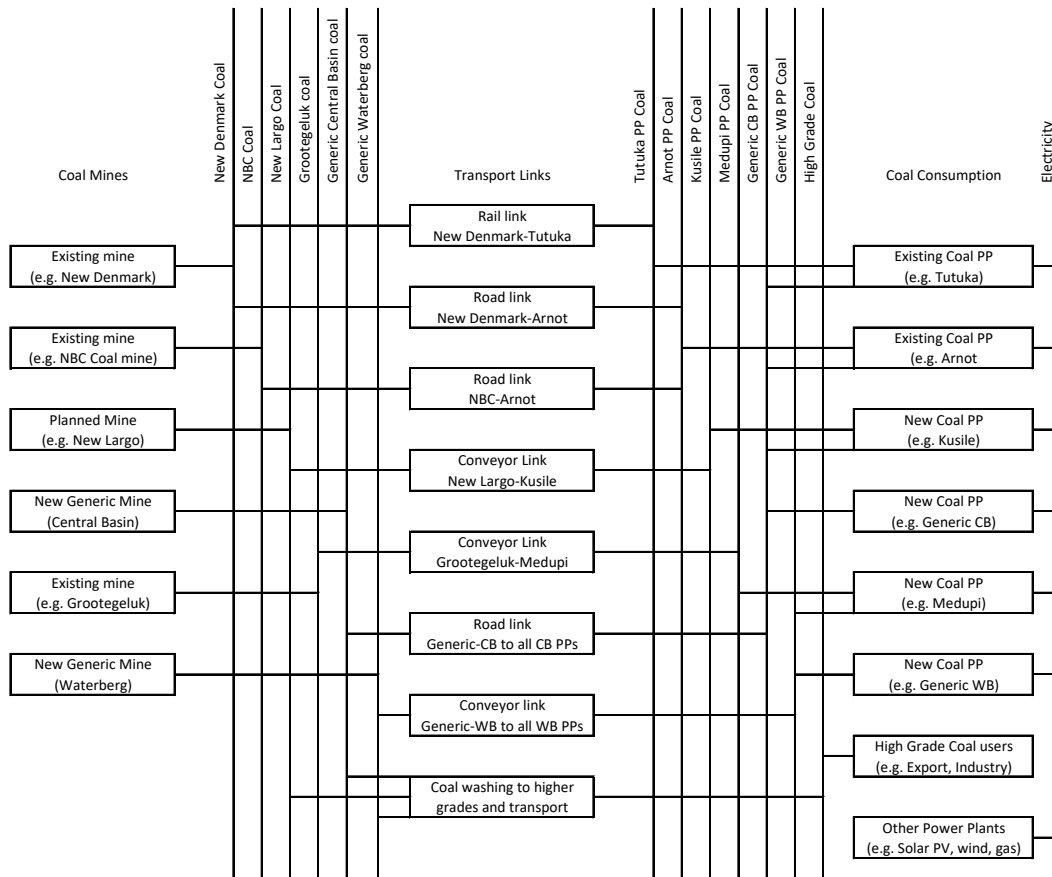 New Denmark Coal
NBC Coal
New Largo Coal
Grootegeluk coal
Generic Central Basin coal
Generic Waterberg coal
Tutuka PP Coal
Arnot PP Coal
Kusile PP Coal
Medupi PP Coal
Generic CB PP Coal
Generic WB PP Coal
High Grade Coal
Electricity
Coal Mines
Transport Links
Coal Consumption
Existing mine
(e.g. New Denmark)
Existing mine
(e.g. NBC Coal mine)
Planned Mine
(e.g. New Largo)
New Generic Mine
(Central Basin)
Existing mine
(e.g. Grootegeluk)
New Generic Mine
(Waterberg)
Rail link
New Denmark-Tutuka
Road link
New Denmark-Arnot
Road link
NBC-Arnot
Conveyor Link
New Largo-Kusile
Conveyor Link
Grootegeluk-Medupi
Road link
Generic-CB to all CB PPs
Conveyor link
Generic-WB to all WB PPs
Coal washing to higher
grades and transport
Existing Coal PP
(e.g. Tutuka)
Existing Coal PP
(e.g. Arnot
New Coal PP
(e.g. Kusile)
New Coal PP
(e.g. Generic CB)
New Coal PP
(e.g. Medupi)
New Coal PP
(e.g. Generic WB)
High Grade Coal users
(e.g. Export, Industry)
Other Power Plants
(e.g. Solar PV, wind, gas)